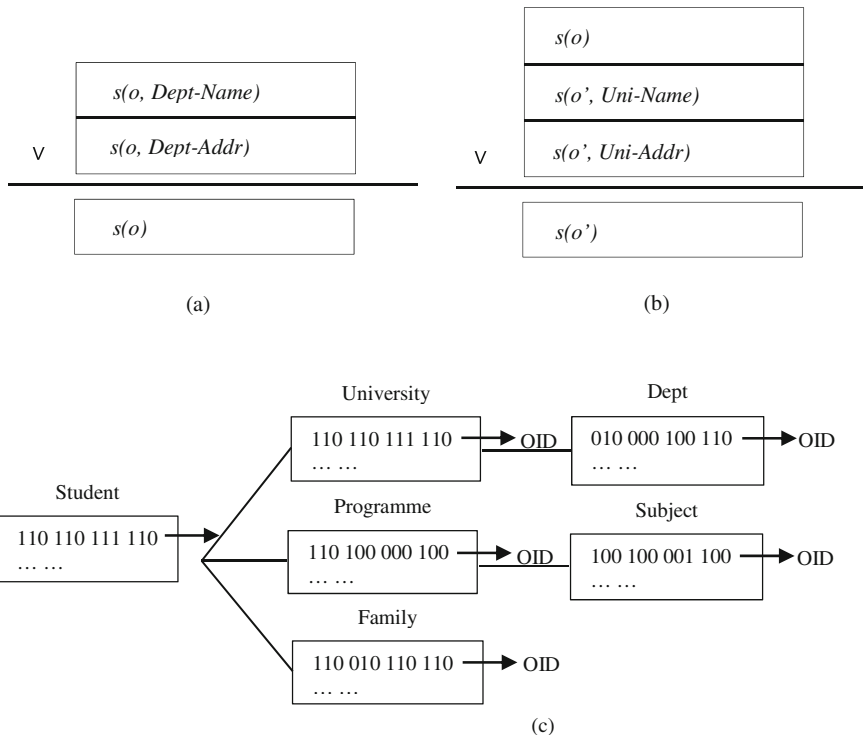 s(o, Dept-Name)
s(o, Dept-Addr)
V
s(o)
(a)
s(o)
s(o', Uni-Name)
s(o', Uni-Addr)
V
s(o')
(b)
University
110 110 111 110
OID
… …
Dept
010 000 100 110
OID
… …
Student
110 110 111 110
… …
Programme
110 100 000 100
OID
… …
Subject
100 100 001 100
OID
… …
Family
110 010 110 110
OID
… …
(c)